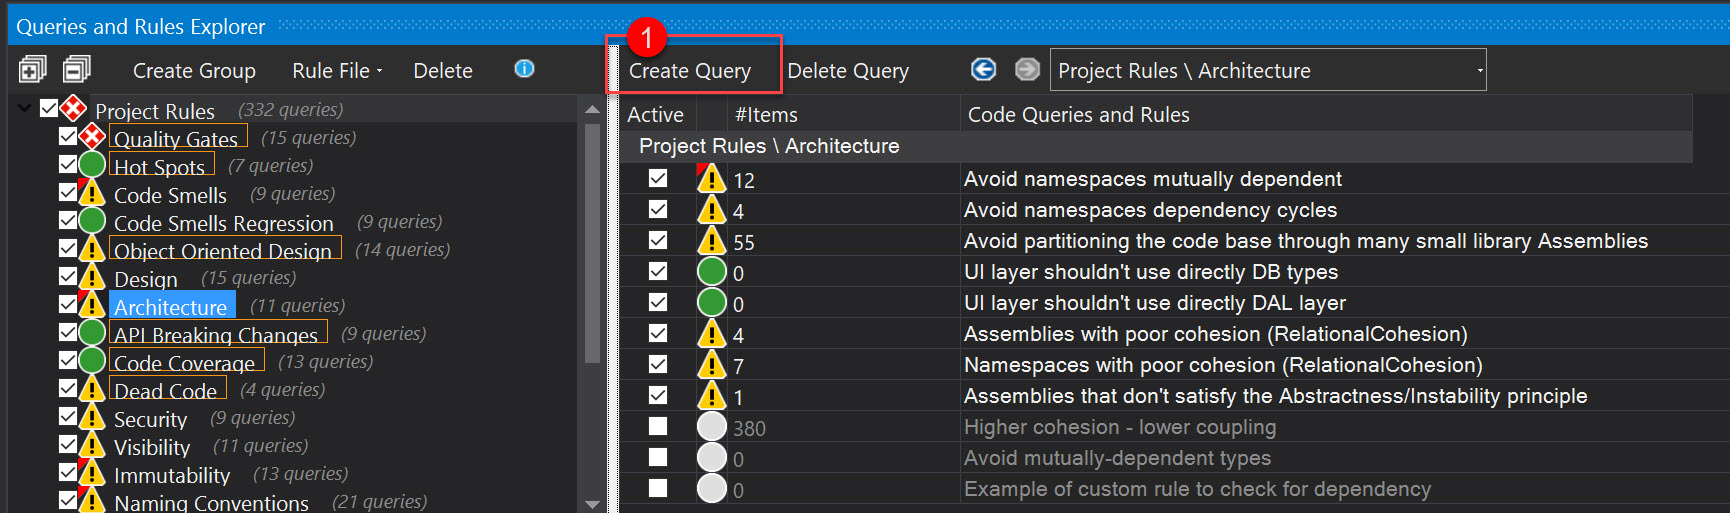 Queries and Rules Explorer
Create Group Rule File Delete
1
Create Query Delete Query Project Rules \ Architecture
Project Rules (332 queries)
Quality Gates (15 queries)
Hot Spots (7 queries)
Code Smells (9 queries)
Code Smells Regression (9 queries)
Object Oriented Design (14 queries)
Design (15 queries)
Architecture (11 queries)
API Breaking Changes (9 queries)
Code Coverage (13 queries)
Dead Code (4 queries)
Security (9 queries)
Visibility (11 queries)
Immutability (13 queries)
Naming Conventions (21 queries)
Active #Items Code Queries and Rules
Project Rules \ Architecture
12 Avoid namespaces mutually dependent
4 Avoid namespaces dependency cycles
55 Avoid partitioning the code base through many small library Assemblies
0 UI layer shouldn't use directly DB types
0 UI layer shouldn't use directly DAL layer
4 Assemblies with poor cohesion (RelationalCohesion)
7 Namespaces with poor cohesion (RelationalCohesion)
1 Assemblies that don't satisfy the Abstractness/Instability principle
380 Higher cohesion - lower coupling
0 Avoid mutually-dependent types
0 Example of custom rule to check for dependency